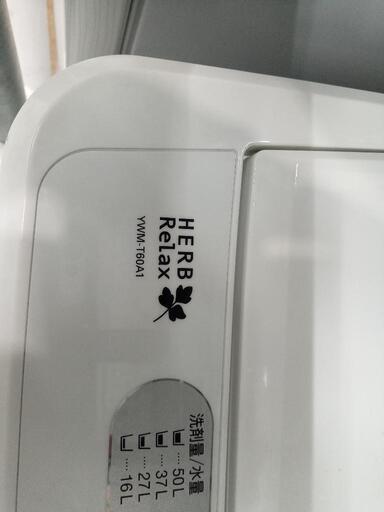 HERB
Relax
YWM-T60A1
洗剤量/水量
....50L
....37L
....27L
....16L